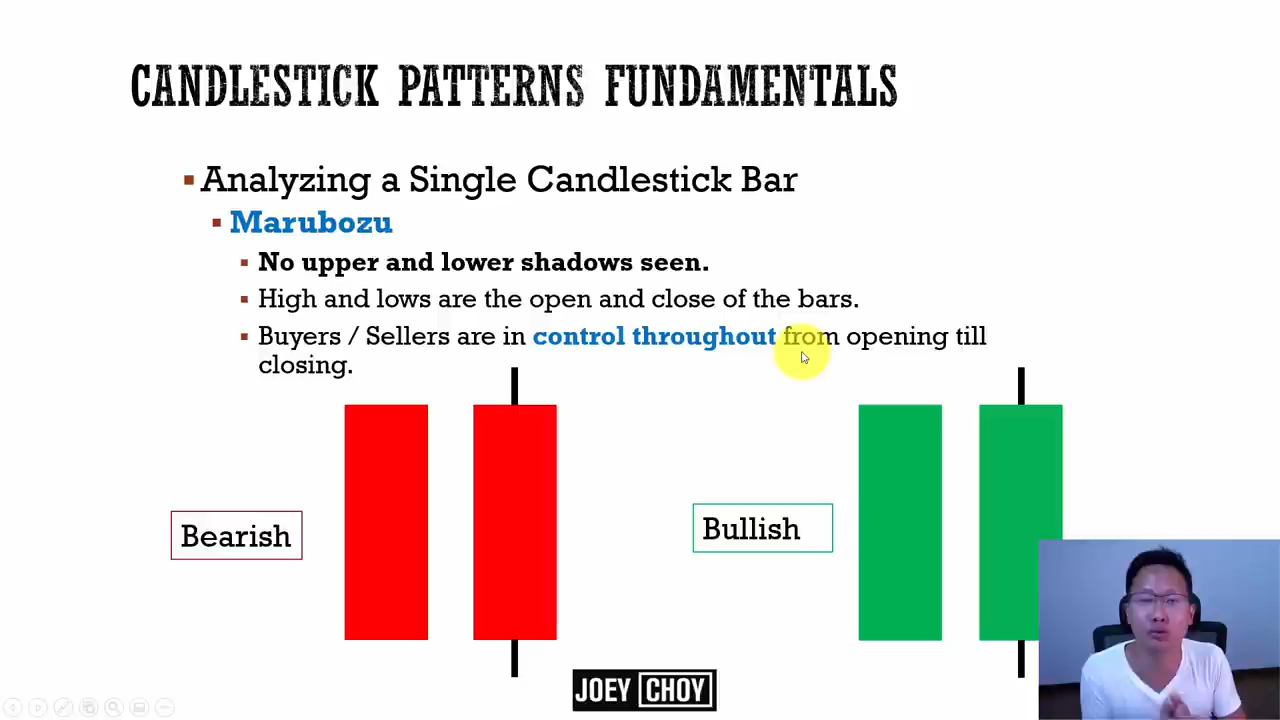 CANDLESTICK PATTERNS FUNDAMENTALS
Analyzing a Single Candlestick Bar
Marubozu
No upper and lower shadows seen.
High and lows are the open and close of the bars.
Buyers / Sellers are in control throughout from opening till
closing.
Bearish
Bullish
JOEY CHOY